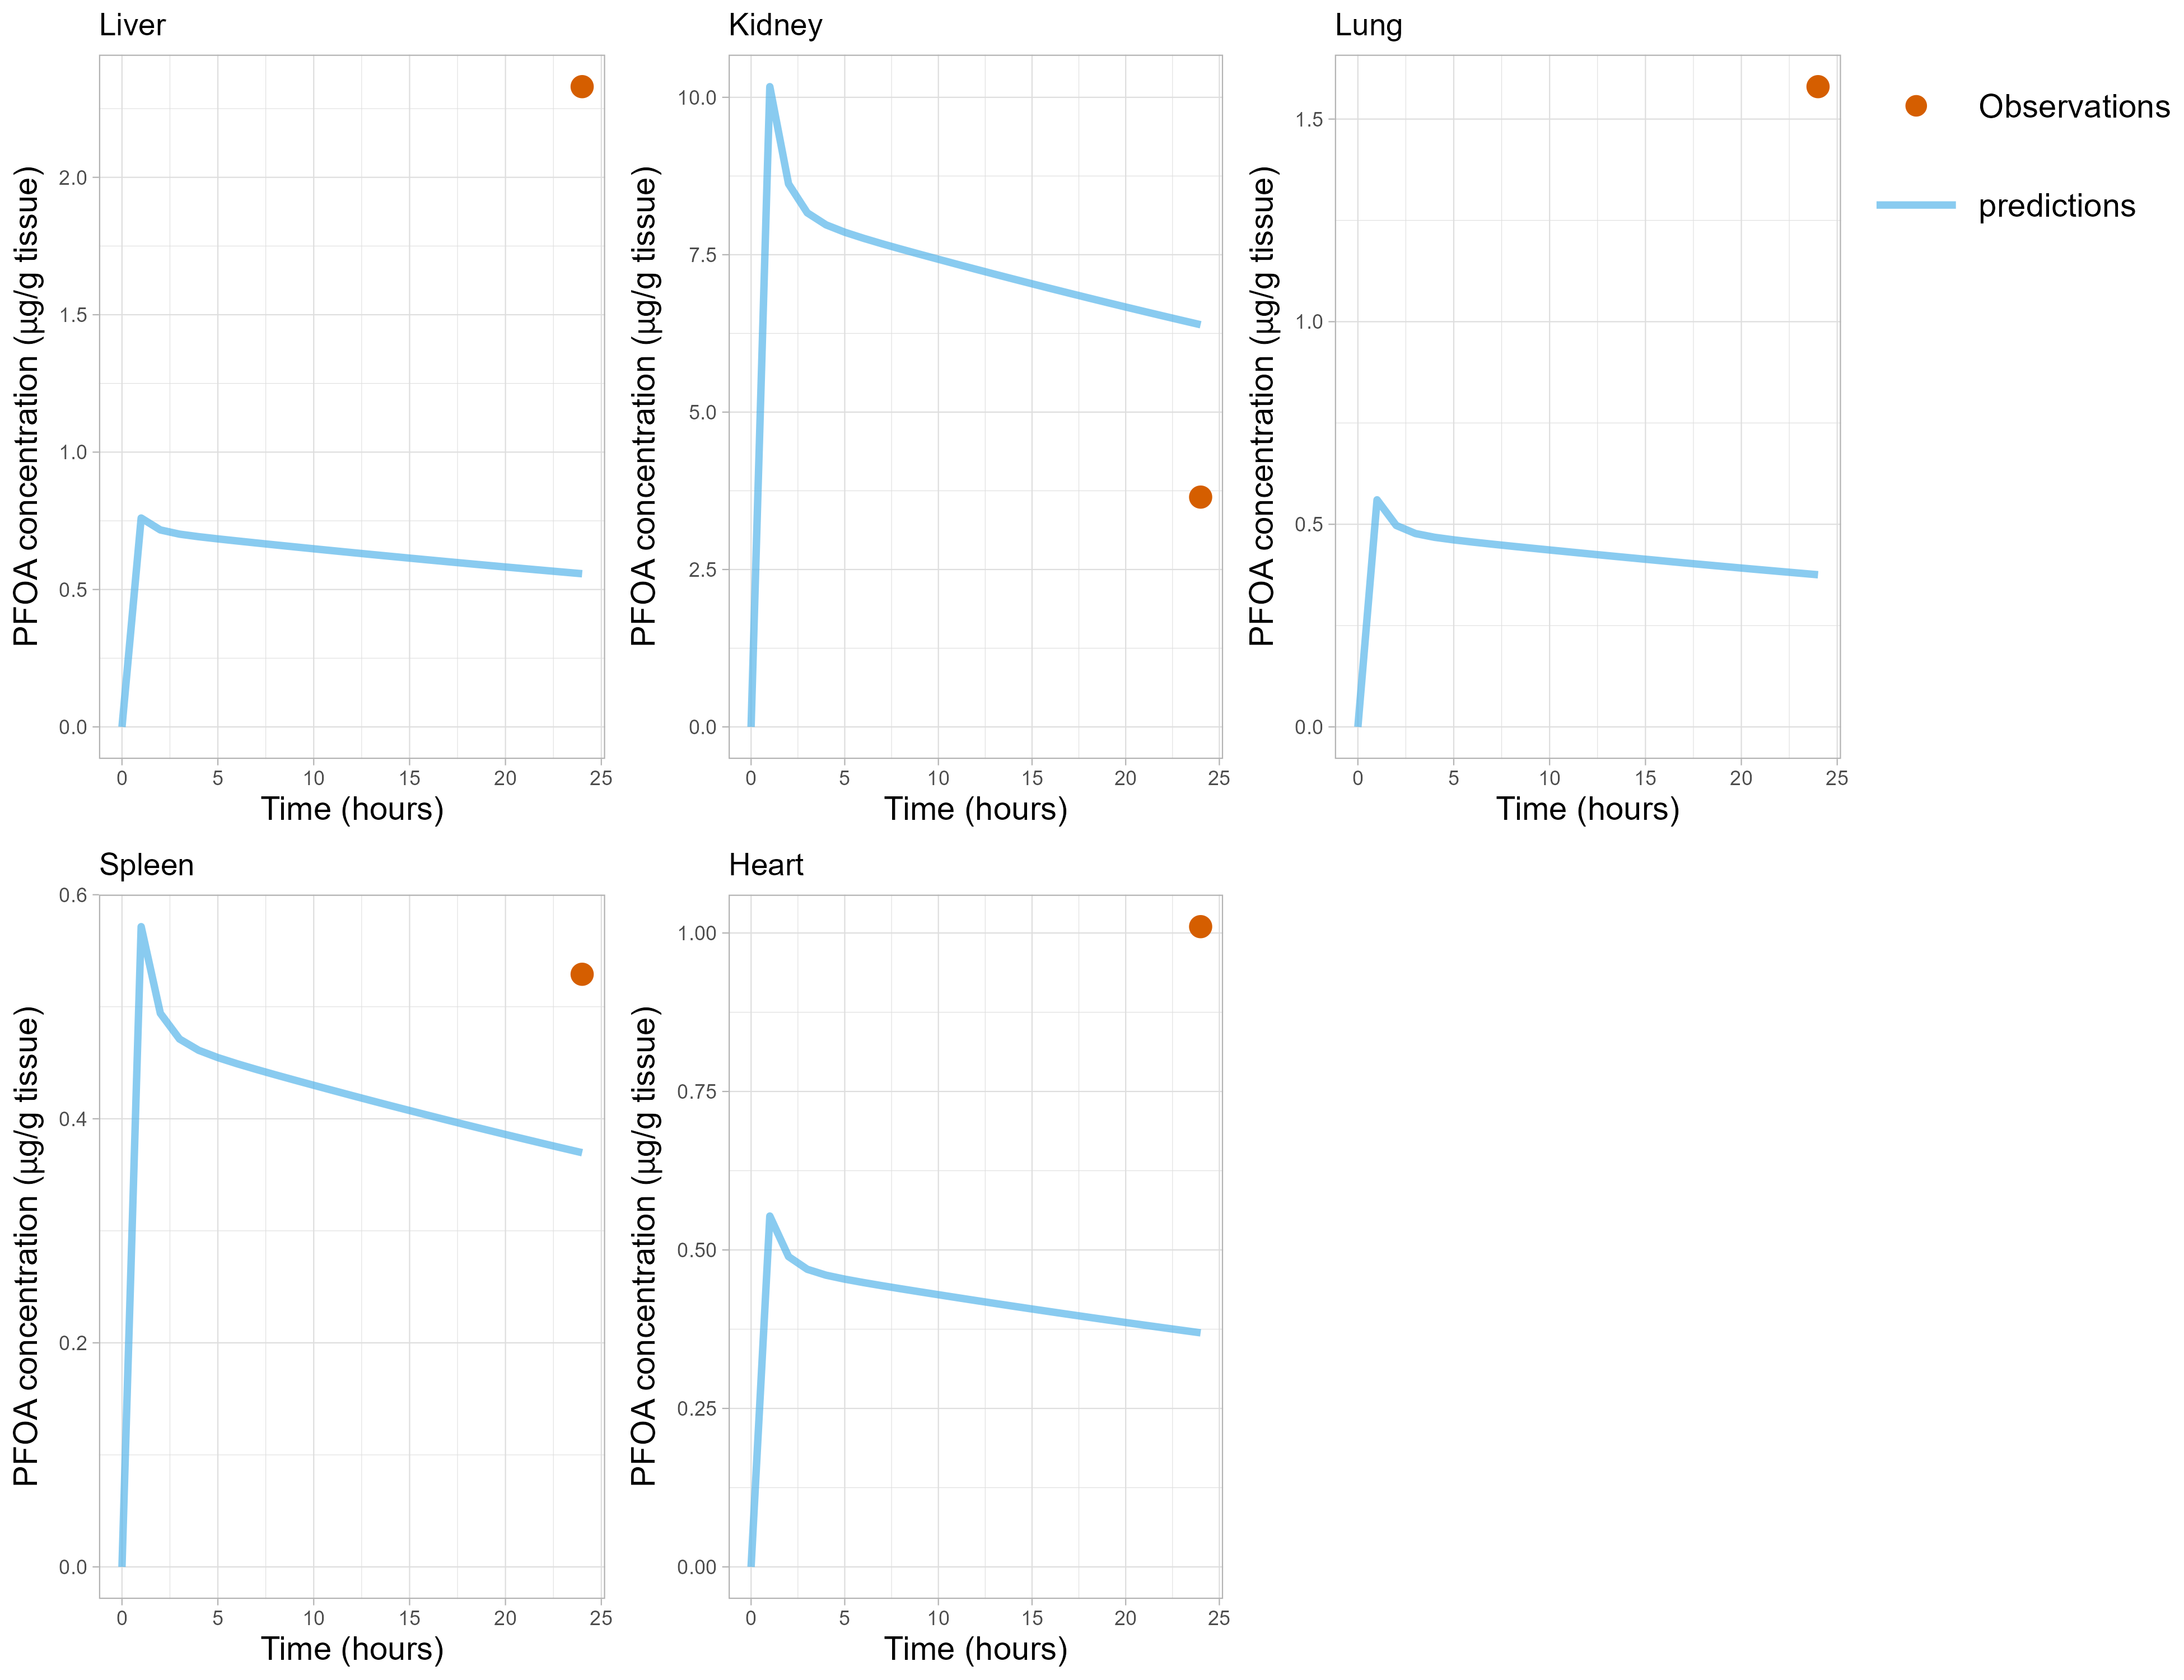 Liver
PFOA concentration (µg/g tissue)
2.0
1.5
1.0
0.5
0.0
0 5 10 15 20 25
Time (hours)
Kidney
PFOA concentration (µg/g tissue)
10.0
7.5
5.0
2.5
0.0
0 5 10 15 20 25
Time (hours)
Lung
PFOA concentration (µg/g tissue)
1.5
1.0
0.5
0.0
0 5 10 15 20 25
Time (hours)
Observations
predictions
Spleen
PFOA concentration (µg/g tissue)
0.6
0.4
0.2
0.0
0 5 10 15 20 25
Time (hours)
Heart
PFOA concentration (µg/g tissue)
1.00
0.75
0.50
0.25
0.00
0 5 10 15 20 25
Time (hours)